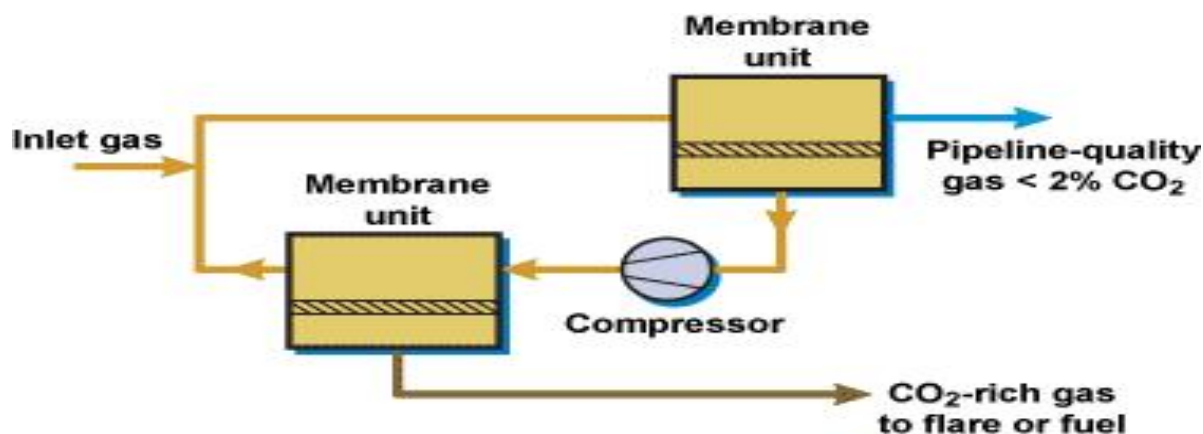 Membrane
unit
Inlet gas
Pipeline-quality
gas < 2% CO₂
Membrane
unit
Compressor
CO₂-rich gas
to flare or fuel